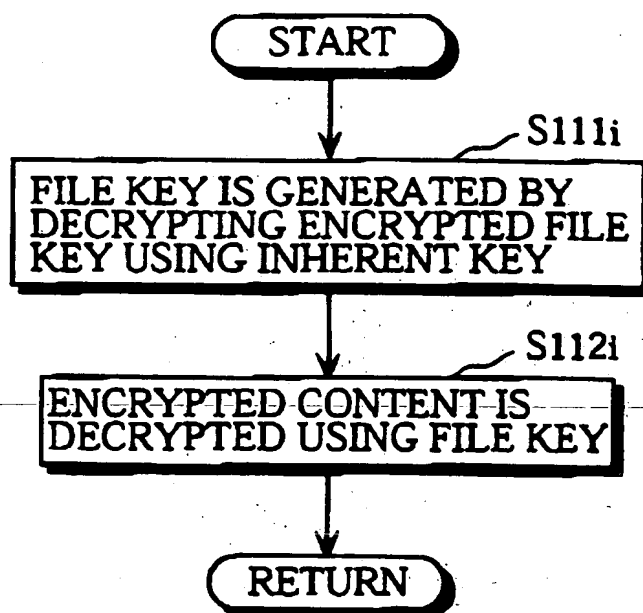 START
S111i
FILE KEY IS GENERATED BY
DECRYPTING ENCRYPTED FILE
KEY USING INHERENT KEY
S112i
ENCRYPTED CONTENT IS
DECRYPTED USING FILE KEY
RETURN